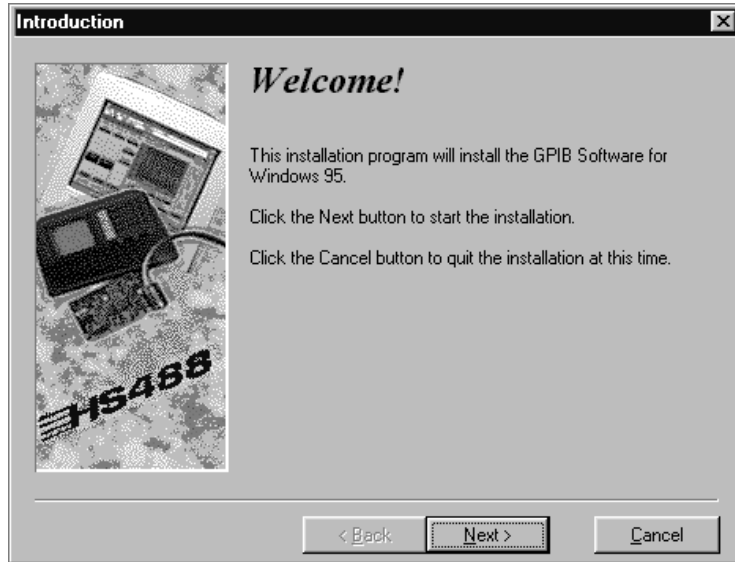 Introduction
Welcome!
This installation program will install the GPIB Software for
Windows 95.
Click the Next button to start the installation.
Click the Cancel button to quit the installation at this time.
HS488
< Back
Next >
Cancel